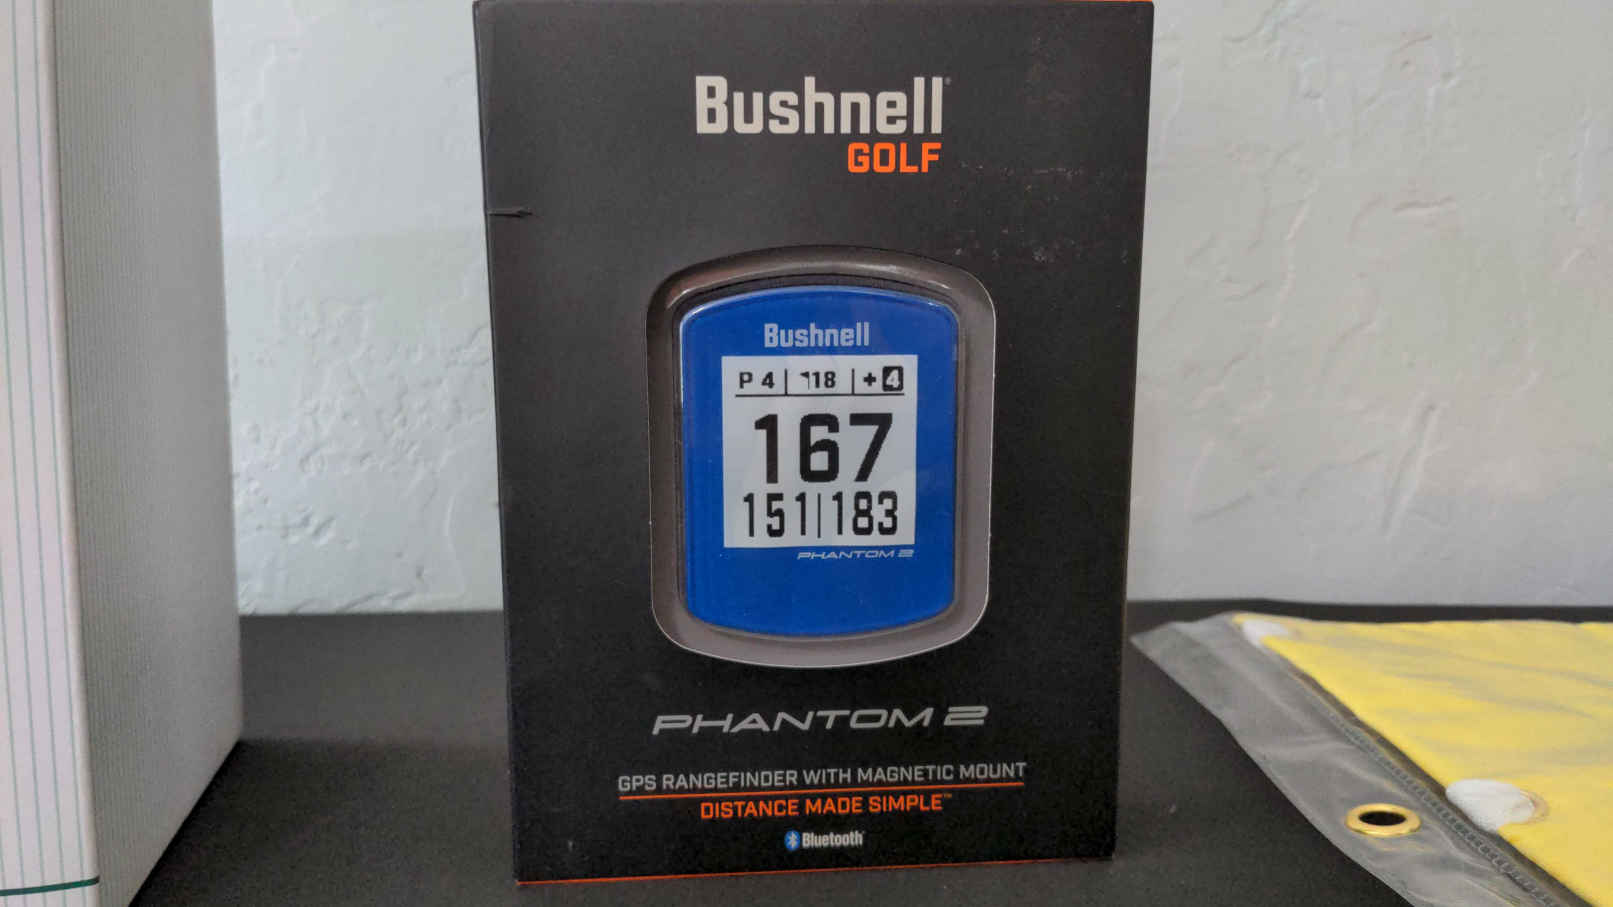 Bushnell
GOLF
Bushnell
P 4 | 18 | + 4
167
151|183
PHANTOM 2
PHANTOM 2
GPS RANGEFINDER WITH MAGNETIC MOUNT
DISTANCE MADE SIMPLE™
Bluetooth